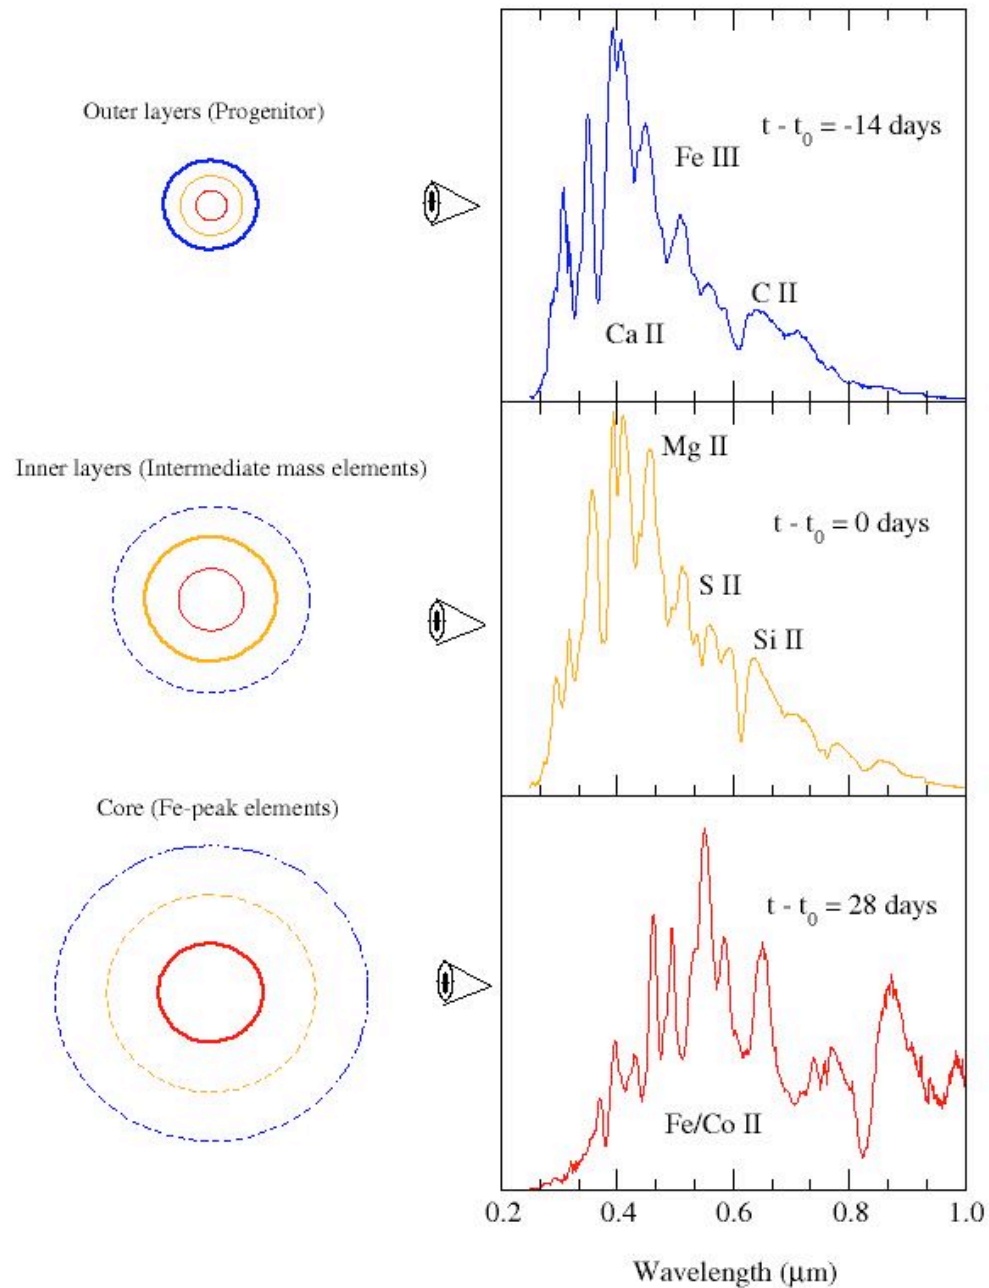 Outer layers (Progenitor)
t - t0 = -14 days
Fe III
C II
Ca II
Inner layers (Intermediate mass elements)
Mg II
t - t0 = 0 days
S II
Si II
Core (Fe-peak elements)
t - t0 = 28 days
Fe/Co II
0.2 0.4 0.6 0.8 1.0
Wavelength (μm)